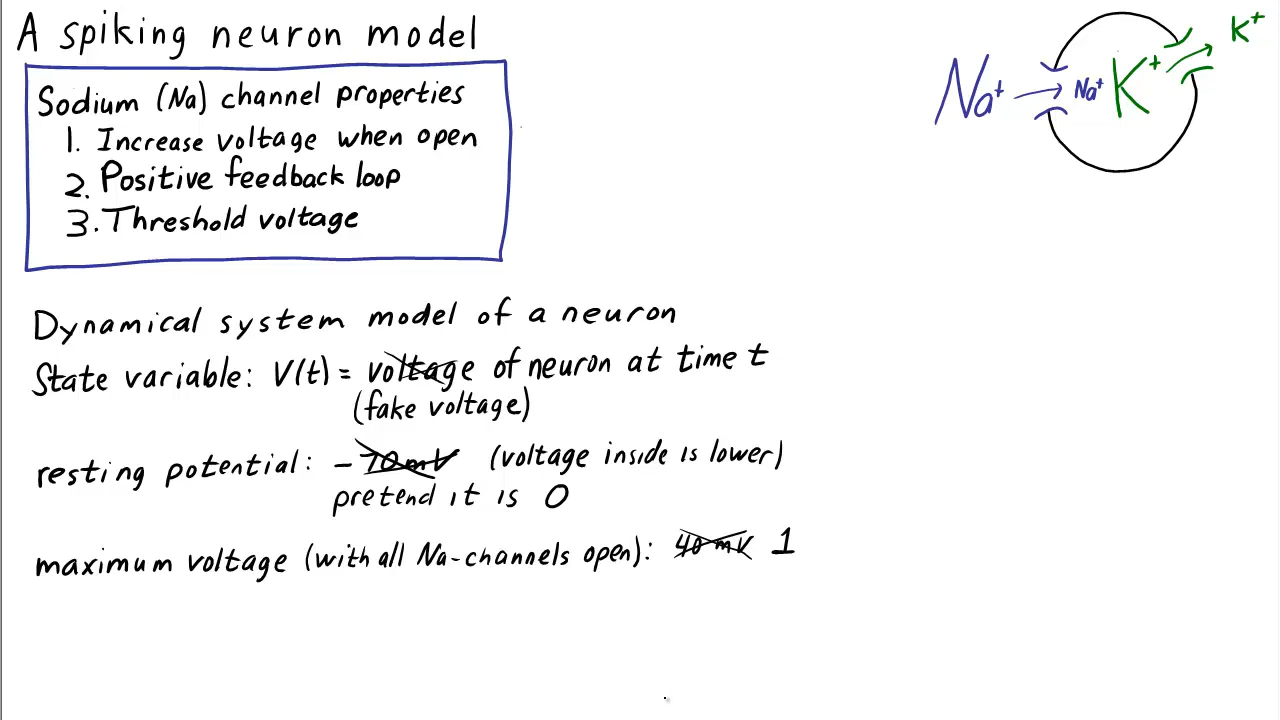 A spiking neuron model
Sodium (Na) channel properties
1. Increase voltage when open
2. Positive feedback loop
3. Threshold voltage
Na⁺ → Na⁺ K⁺ → K⁺
Dynamical system model of a neuron
State variable: V(t) = voltage of neuron at time t
(fake voltage)
resting potential: -70mV (voltage inside is lower)
pretend it is 0
maximum voltage (with all Na-channels open): 40 mV 1